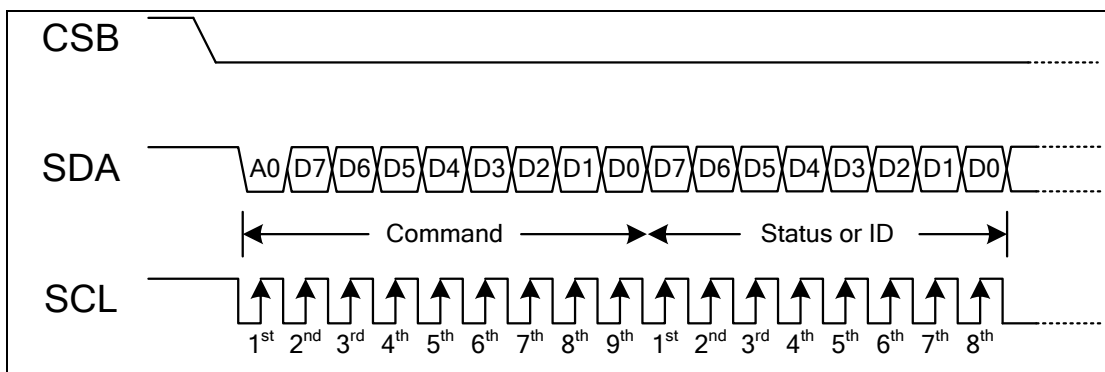 CSB
SDA
A0 D7 D6 D5 D4 D3 D2 D1 D0 D7 D6 D5 D4 D3 D2 D1 D0
Command
Status or ID
SCL
1st 2nd 3rd 4th 5th 6th 7th 8th 9th 1st 2nd 3rd 4th 5th 6th 7th 8th